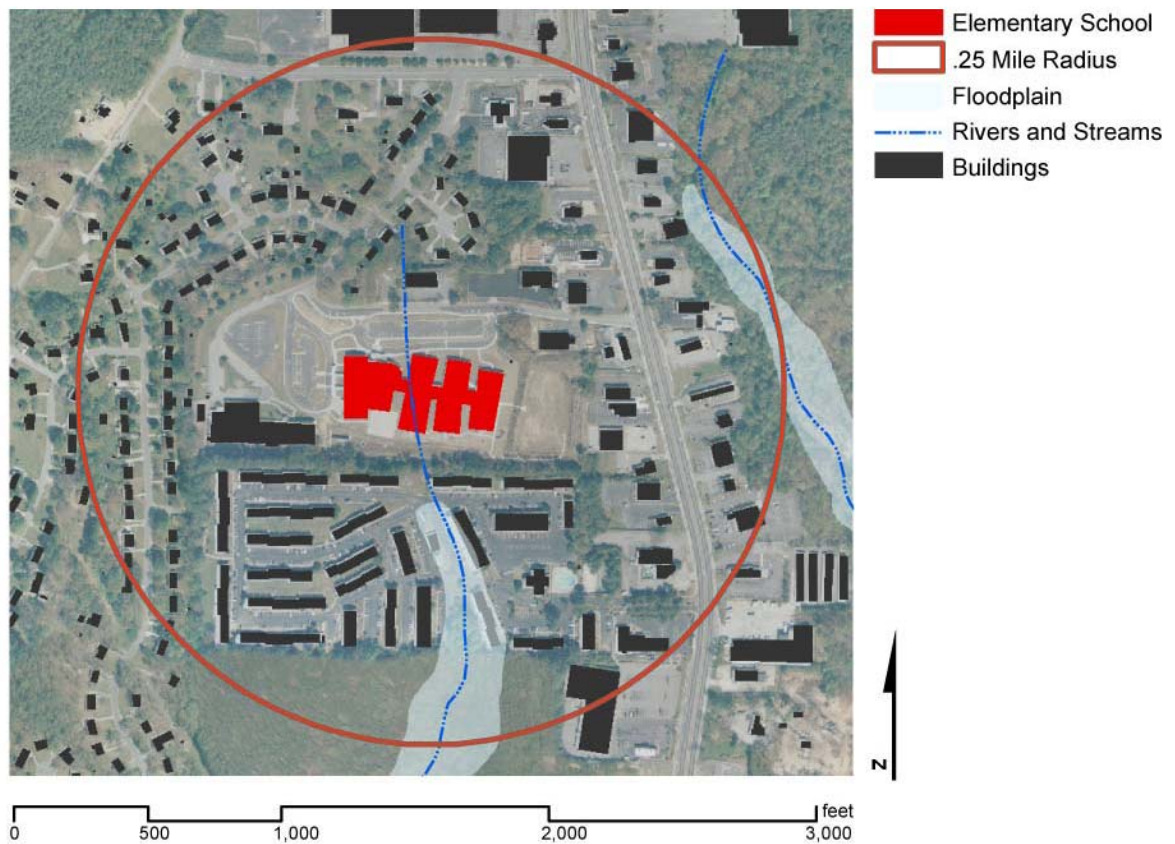 Elementary School
.25 Mile Radius
Floodplain
Rivers and Streams
Buildings
N
feet
0 500 1,000 2,000 3,000